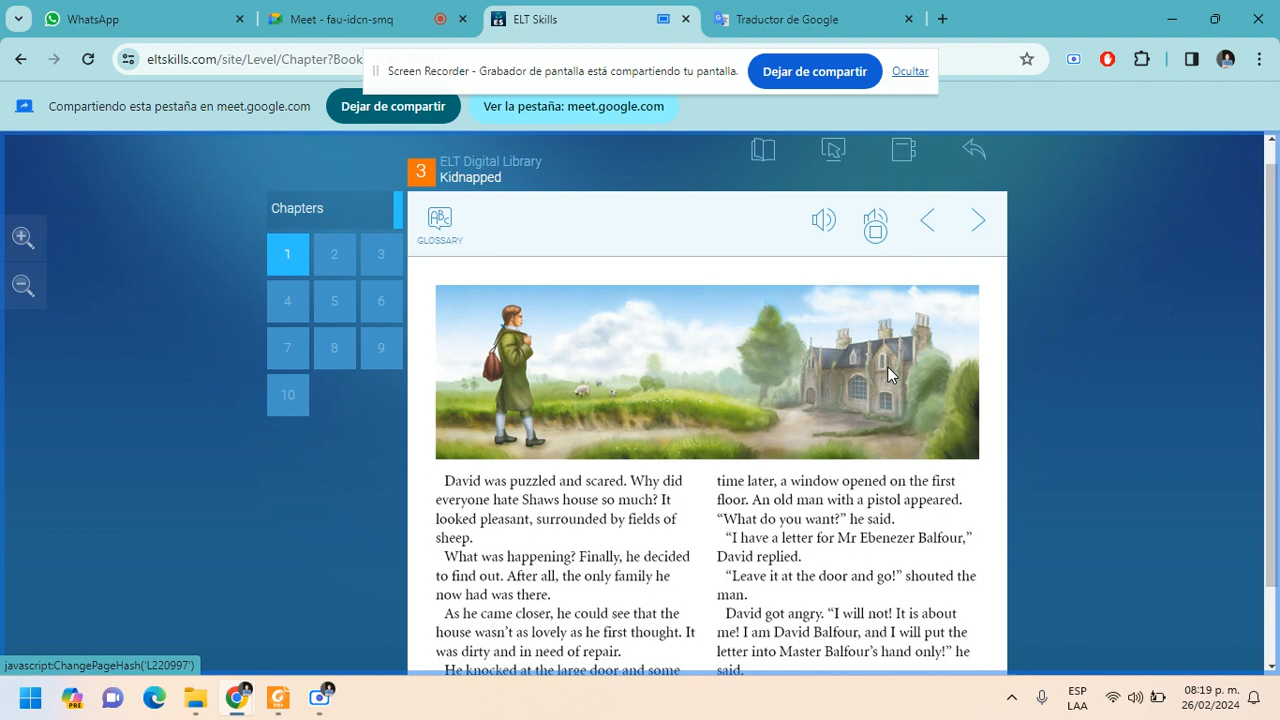 WhatsApp
Meet - fau-idcn-smq
ELT Skills
Traductor de Google
eltskills.com/site/Level/Chapter?Book
Screen Recorder - Grabador de pantalla está compartiendo tu pantalla.
Dejar de compartir
Ocultar
Compartiendo esta pestaña en meet.google.com
Dejar de compartir
Ver la pestaña: meet.google.com
3
ELT Digital Library
Kidnapped
Chapters
1 2 3
4 5 6
7 8 9
10
ABC
GLOSSARY
David was puzzled and scared. Why did
everyone hate Shaws house so much? It
looked pleasant, surrounded by fields of
sheep.
What was happening? Finally, he decided
to find out. After all, the only family he
now had was there.
As he came closer, he could see that the
house wasn't as lovely as he first thought. It
was dirty and in need of repair.
He knocked at the large door and some
time later, a window opened on the first
floor. An old man with a pistol appeared.
“What do you want?” he said.
“I have a letter for Mr Ebenezer Balfour,”
David replied.
“Leave it at the door and go!” shouted the
man.
David got angry. “I will not! It is about
me! I am David Balfour, and I will put the
letter into Master Balfour's hand only!” he
said.
javascript:ChangePageHash('L220997')
PRE
ESP
LAA
08:19 p. m.
26/02/2024